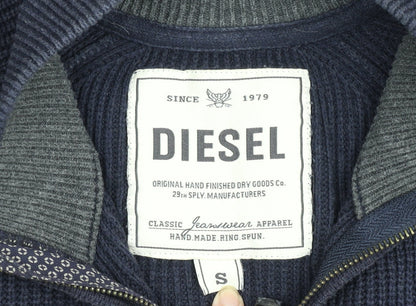 SINCE 1979
DIESEL
ORIGINAL HAND FINISHED DRY GOODS Co.
29TH SPLY. MANUFACTURERS
CLASSIC Jeanswear APPAREL
HAND.MADE.RING.SPUN.
S